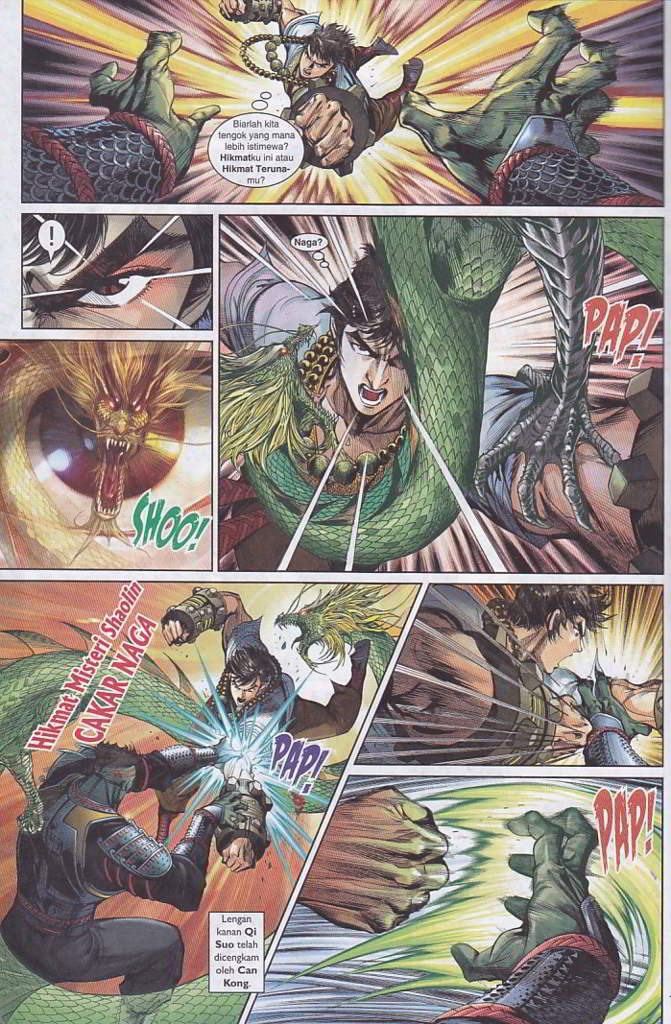 Biarlah kita
tengok yang mana
lebih istimewa?
Hikmatku ini atau
Hikmat Teruna-
mu?
!
Naga?
PAP!
SHOO!
Hikmat Misteri Shaolin
CAKAR NAGA
PAP!
Lengan
kanan Qi
Suo telah
dicengkam
oleh Can
Kong.
PAP!